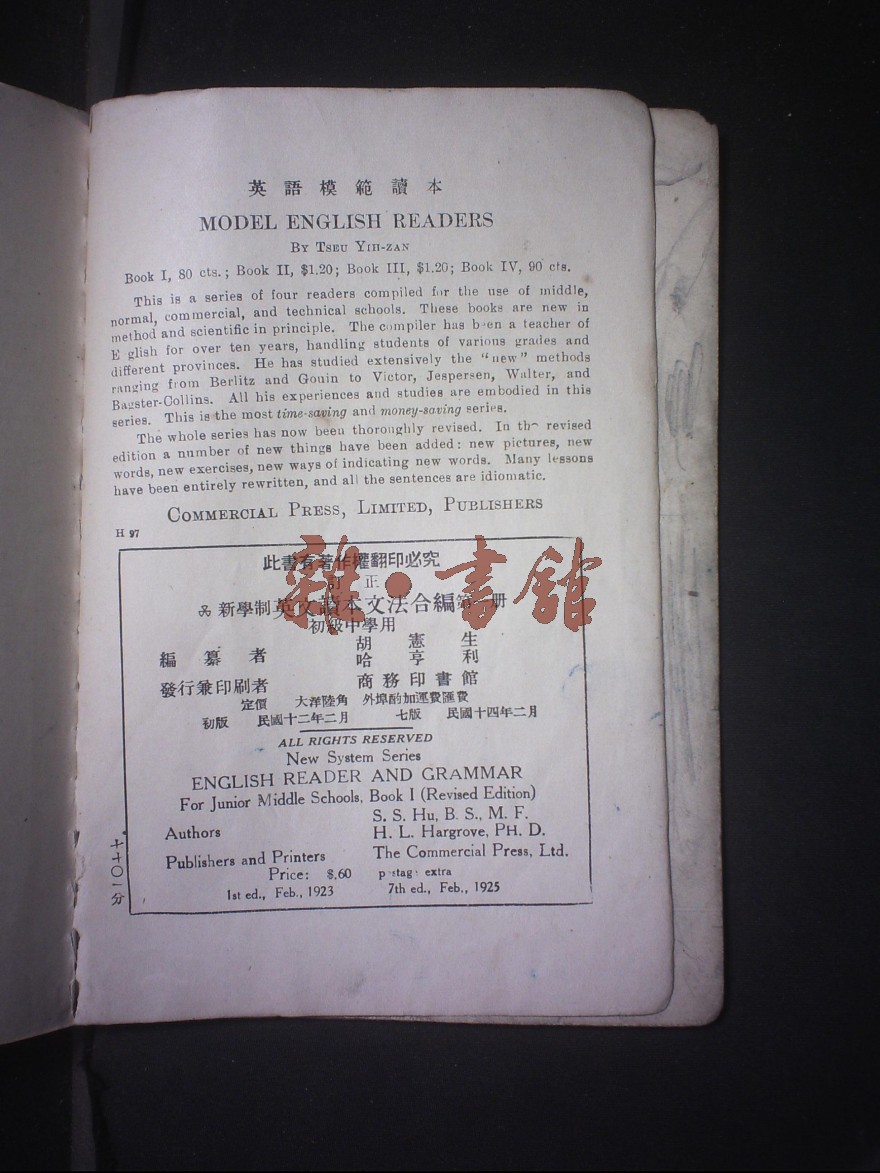 英語模範讀本
MODEL ENGLISH READERS
BY TSEU YIH-ZAN
Book I, 80 cts.; Book II, $1.20; Book III, $1.20; Book IV, 90 cts.
This is a series of four readers compiled for the use of middle,
normal, commercial, and technical schools. These books are new in
method and scientific in principle. The compiler has been a teacher of
E glish for over ten years, handling students of various grades and
different provinces. He has studied extensively the "new" methods
ranging from Berlitz and Gouin to Victor, Jespersen, Walter, and
Bagster-Collins. All his experiences and studies are embodied in this
series. This is the most time-saving and money-saving series.
The whole series has now been thoroughly revised. In the revised
edition a number of new things have been added: new pictures, new
words, new exercises, new ways of indicating new words. Many lessons
have been entirely rewritten, and all the sentences are idiomatic.
COMMERCIAL PRESS, LIMITED, PUBLISHERS
H 97
此書有著作權翻印必究
訂正
新學制英文讀本文法合編第一册
初級中學用
編纂者 胡憲生
哈亨利
發行兼印刷者 商務印書館
定價 大洋陸角 外埠酌加運費匯費
初版 民國十二年二月 七版 民國十四年二月
雜·書館
ALL RIGHTS RESERVED
New System Series
ENGLISH READER AND GRAMMAR
For Junior Middle Schools, Book I (Revised Edition)
S. S. Hu, B. S., M. F.
Authors H. L. Hargrove, PH. D.
Publishers and Printers The Commercial Press, Ltd.
Price: $.60 postage extra
1st ed., Feb., 1923 7th ed., Feb., 1925